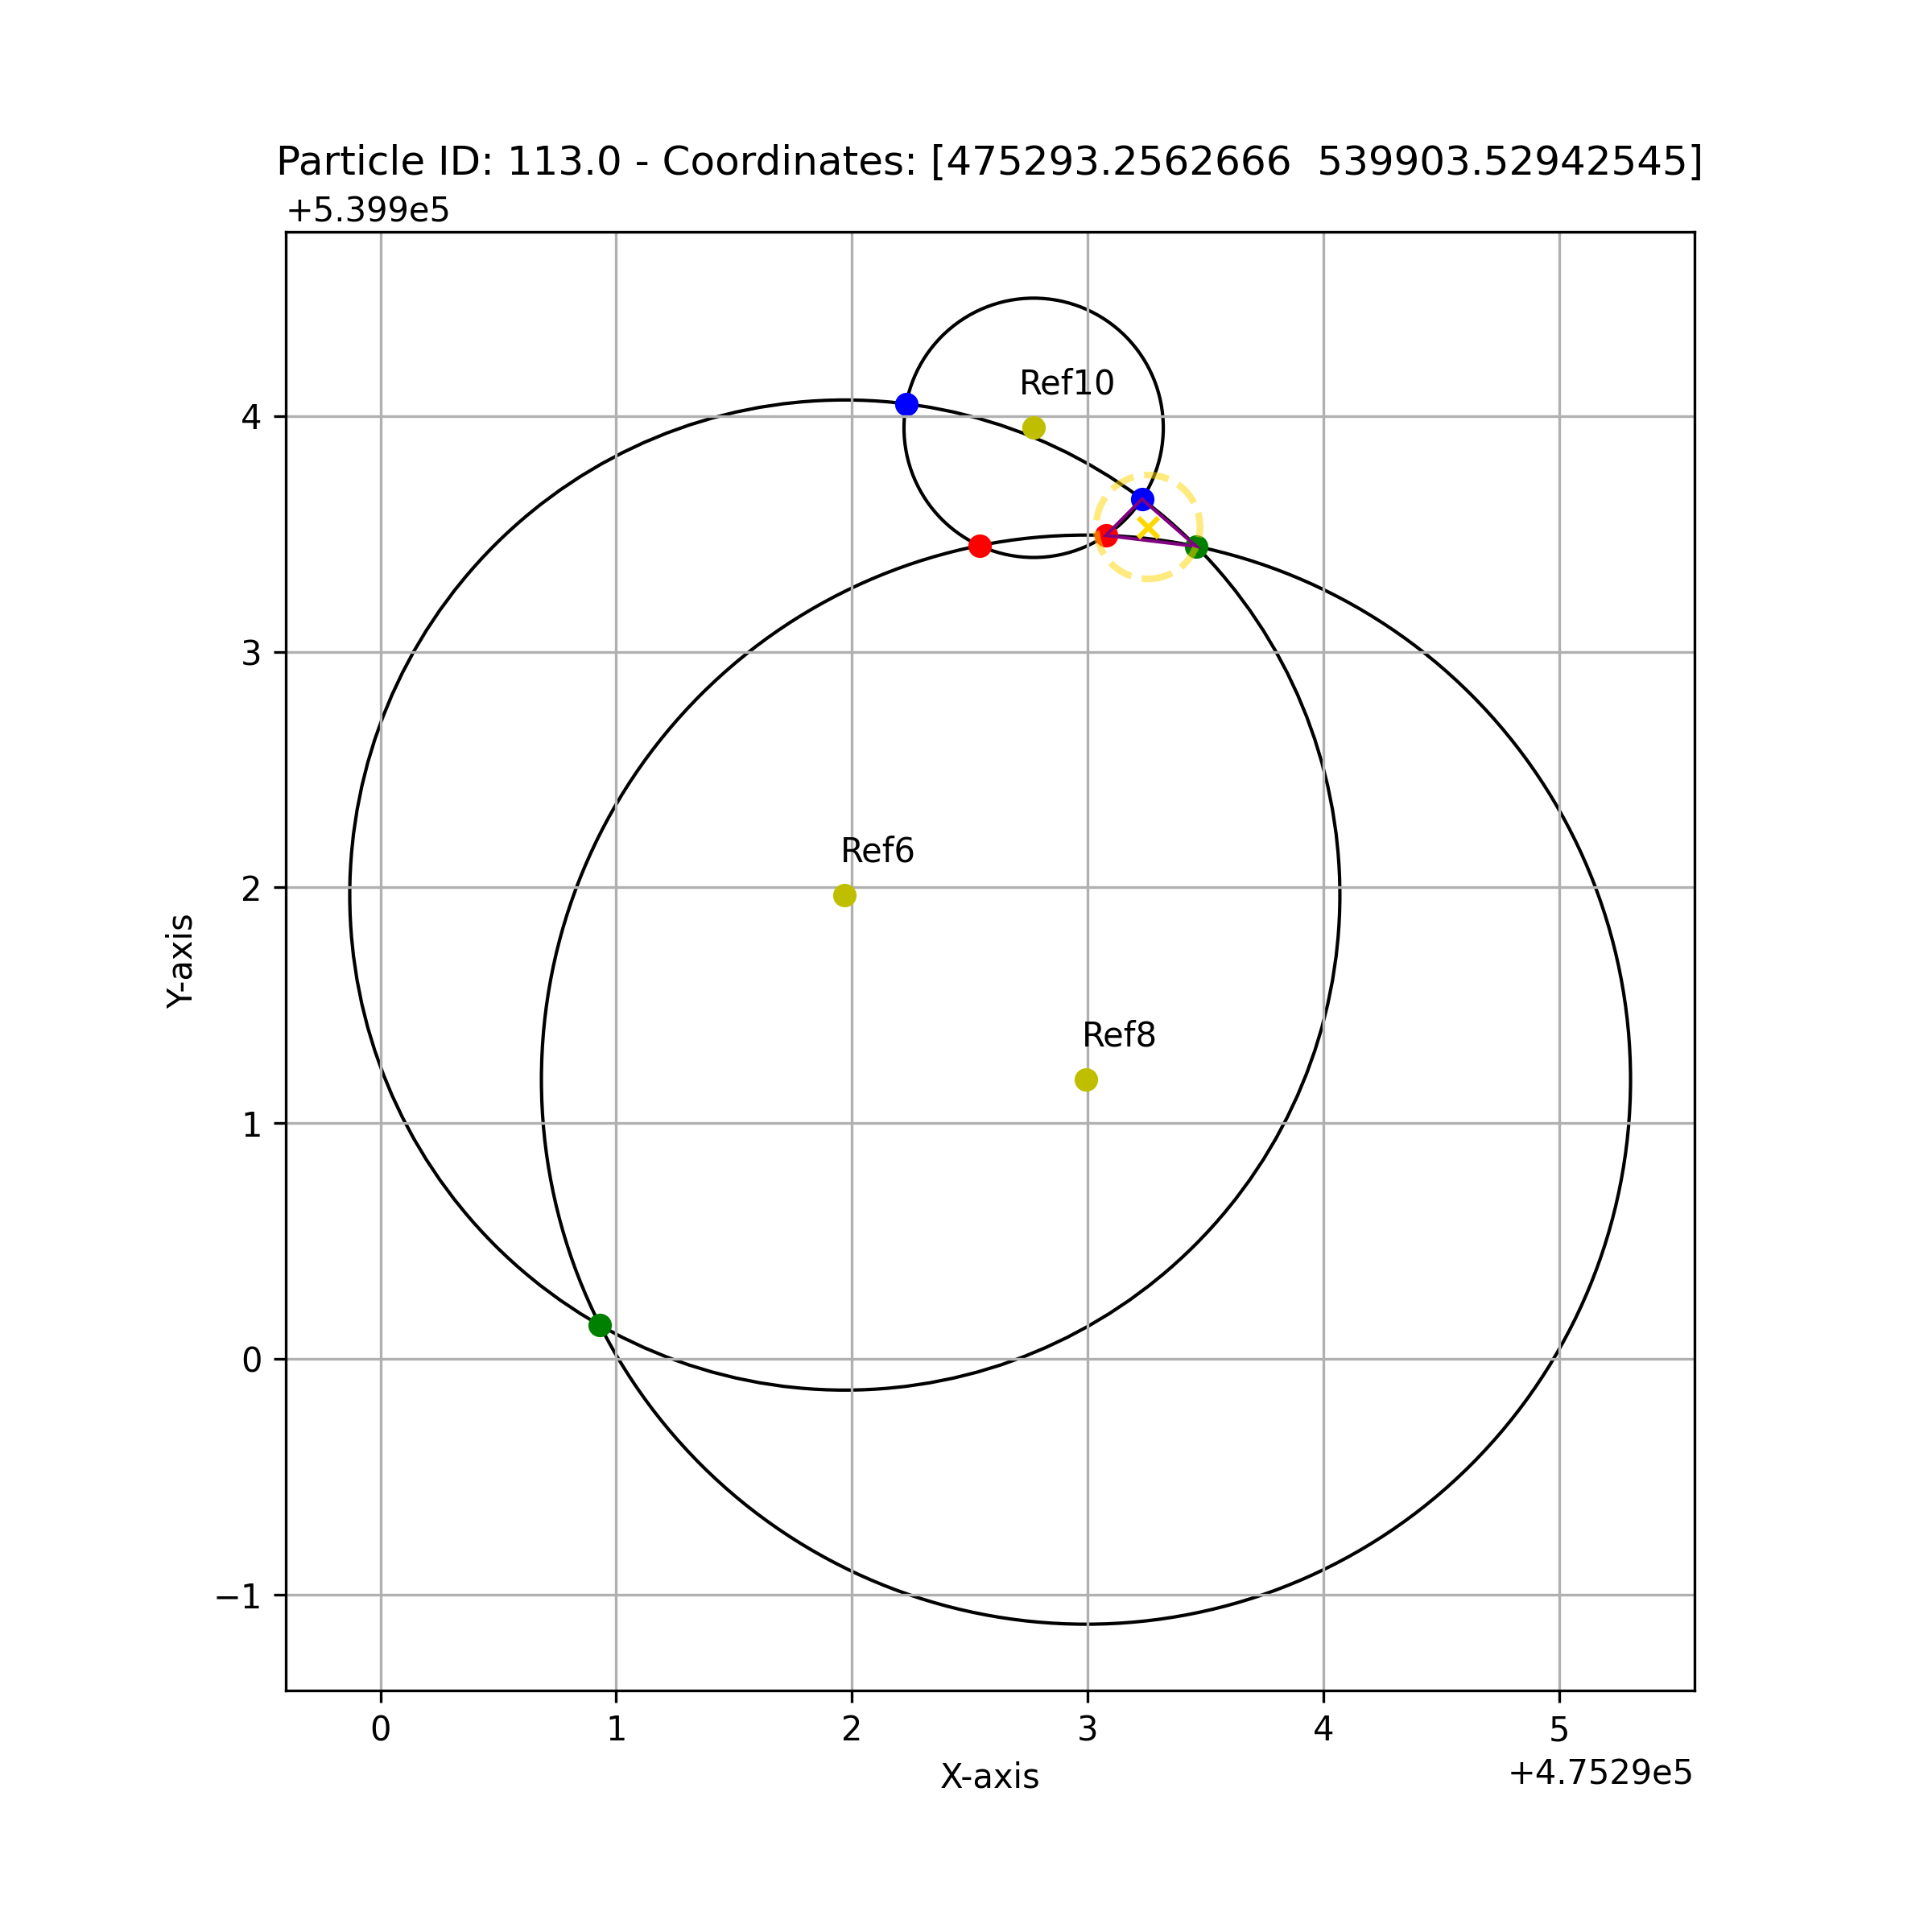 Particle ID: 113.0 - Coordinates: [475293.2562666  539903.52942545]
+5.399e5
Ref10
4
3
Ref6
2
Y-axis
Ref8
1
0
−1
0 1 2 3 4 5
X-axis
+4.7529e5